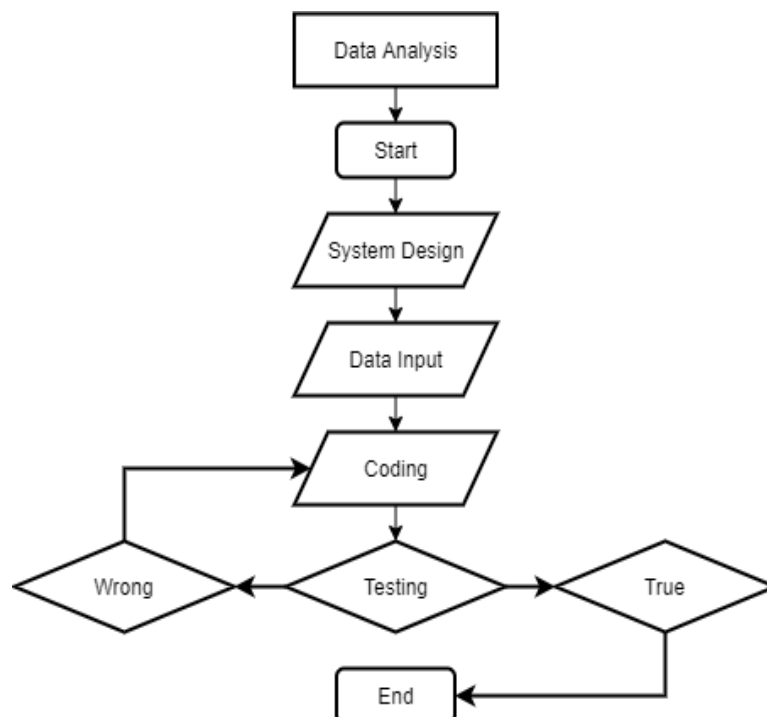 Data Analysis
Start
System Design
Data Input
Coding
Wrong
Testing
True
End